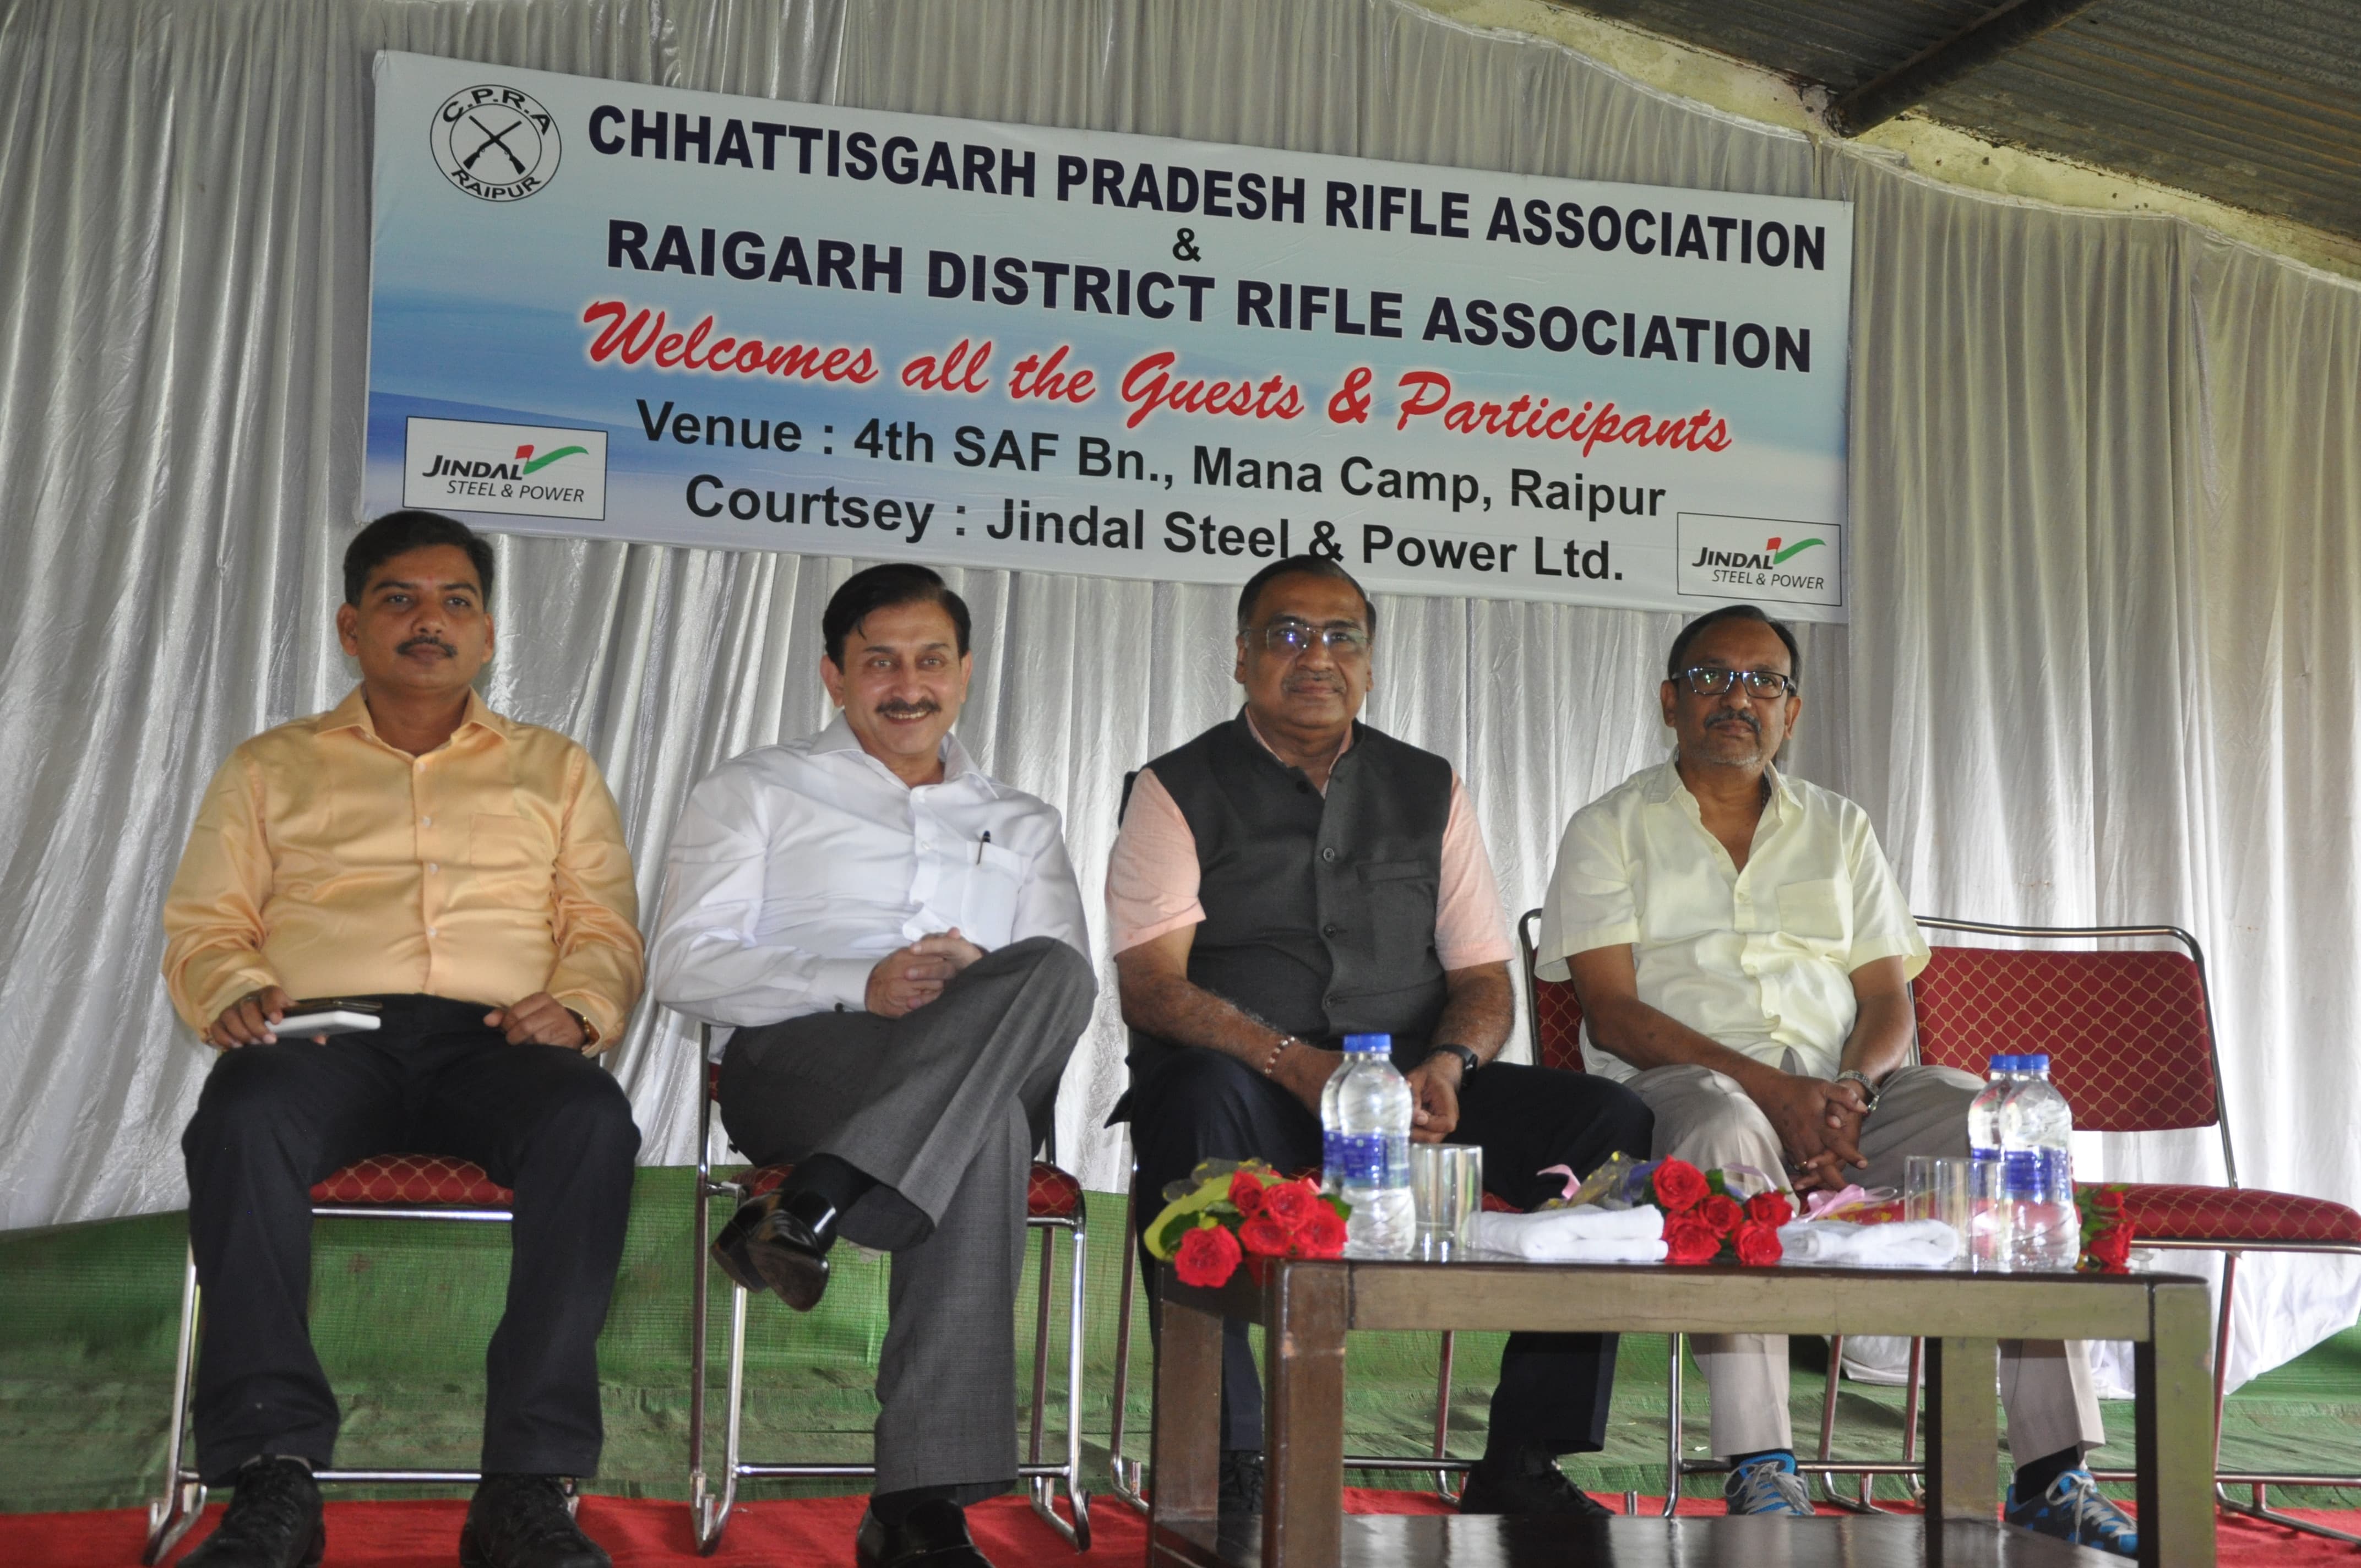 C.P.R.A
RAIPUR
CHHATTISGARH PRADESH RIFLE ASSOCIATION
&
RAIGARH DISTRICT RIFLE ASSOCIATION
Welcomes all the Guests & Participants
Venue : 4th SAF Bn., Mana Camp, Raipur
Courtsey : Jindal Steel & Power Ltd.
JINDAL
STEEL & POWER
JINDAL
STEEL & POWER